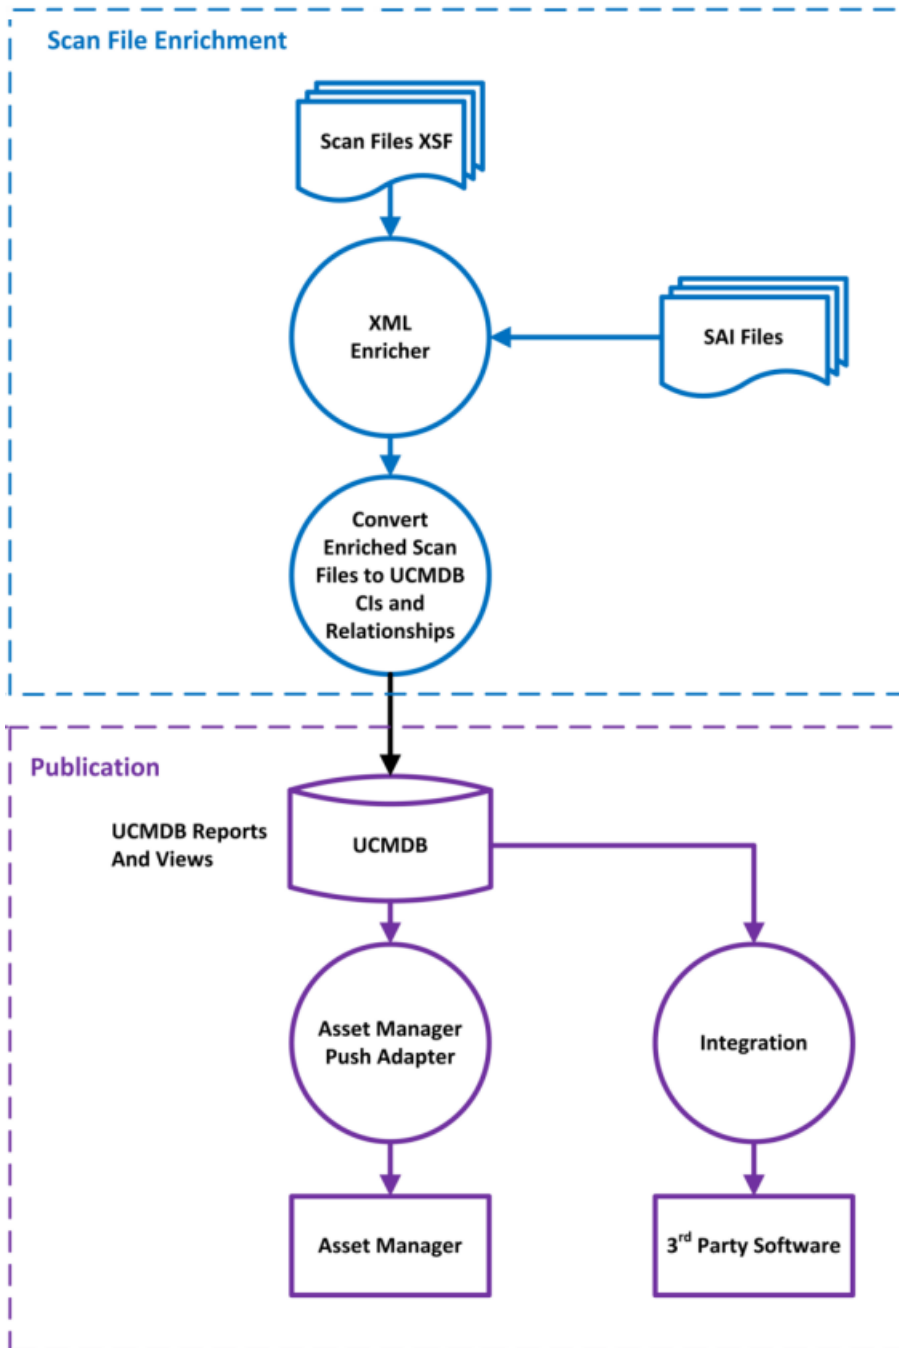 Scan File Enrichment
Scan Files XSF
XML
Enricher
SAI Files
Convert
Enriched Scan
Files to UCMDB
CIs and
Relationships
Publication
UCMDB Reports
And Views
UCMDB
Asset Manager
Push Adapter
Integration
Asset Manager
3rd Party Software